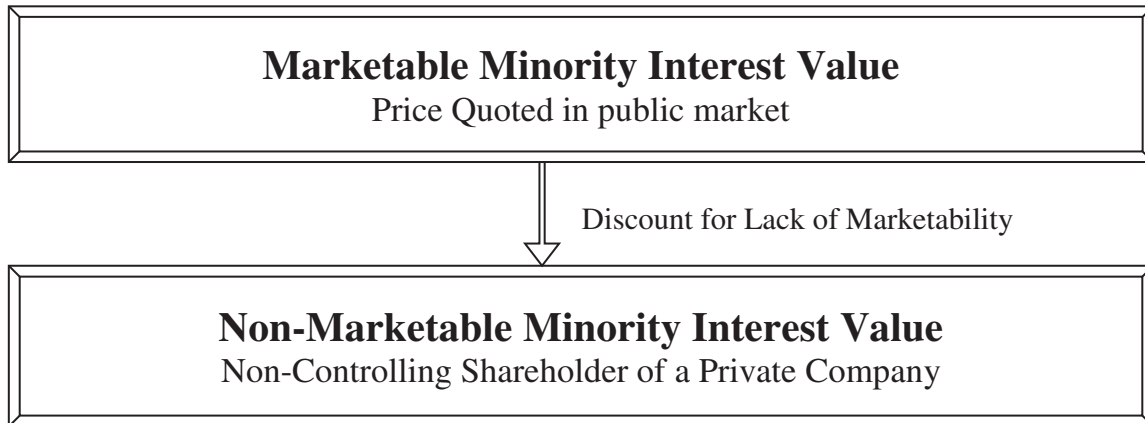 Marketable Minority Interest Value
Price Quoted in public market
Discount for Lack of Marketability
Non-Marketable Minority Interest Value
Non-Controlling Shareholder of a Private Company